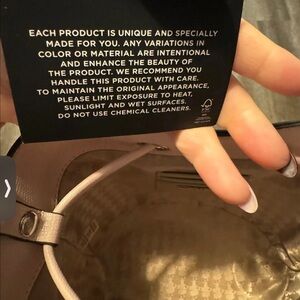 EACH PRODUCT IS UNIQUE AND SPECIALLY
MADE FOR YOU. ANY VARIATIONS IN
COLOR OR MATERIAL ARE INTENTIONAL
AND ENHANCE THE BEAUTY OF
THE PRODUCT. WE RECOMMEND YOU
HANDLE THIS PRODUCT WITH CARE.
TO MAINTAIN THE ORIGINAL APPEARANCE,
PLEASE LIMIT EXPOSURE TO HEAT,
SUNLIGHT AND WET SURFACES.
DO NOT USE CHEMICAL CLEANERS.
FSC